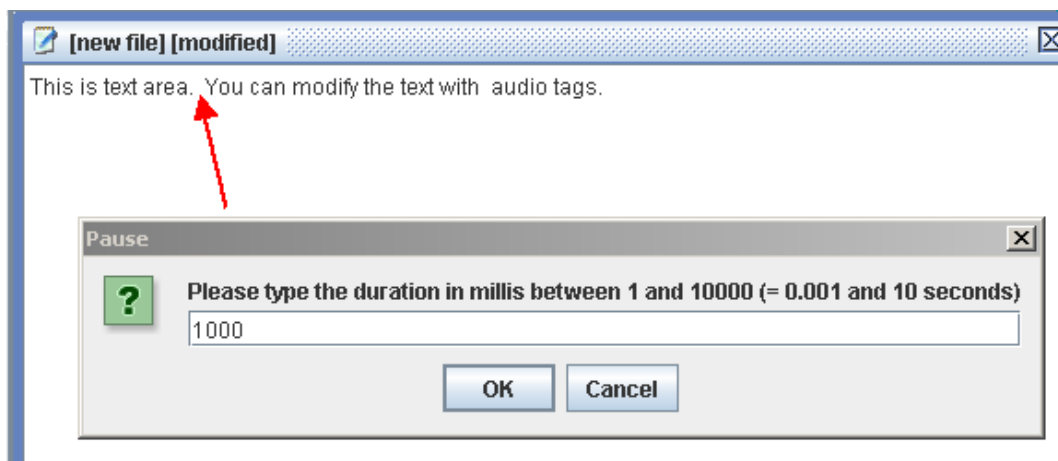 [new file] [modified]
This is text area.  You can modify the text with  audio tags.
Pause
Please type the duration in millis between 1 and 10000 (= 0.001 and 10 seconds)
1000
OK Cancel